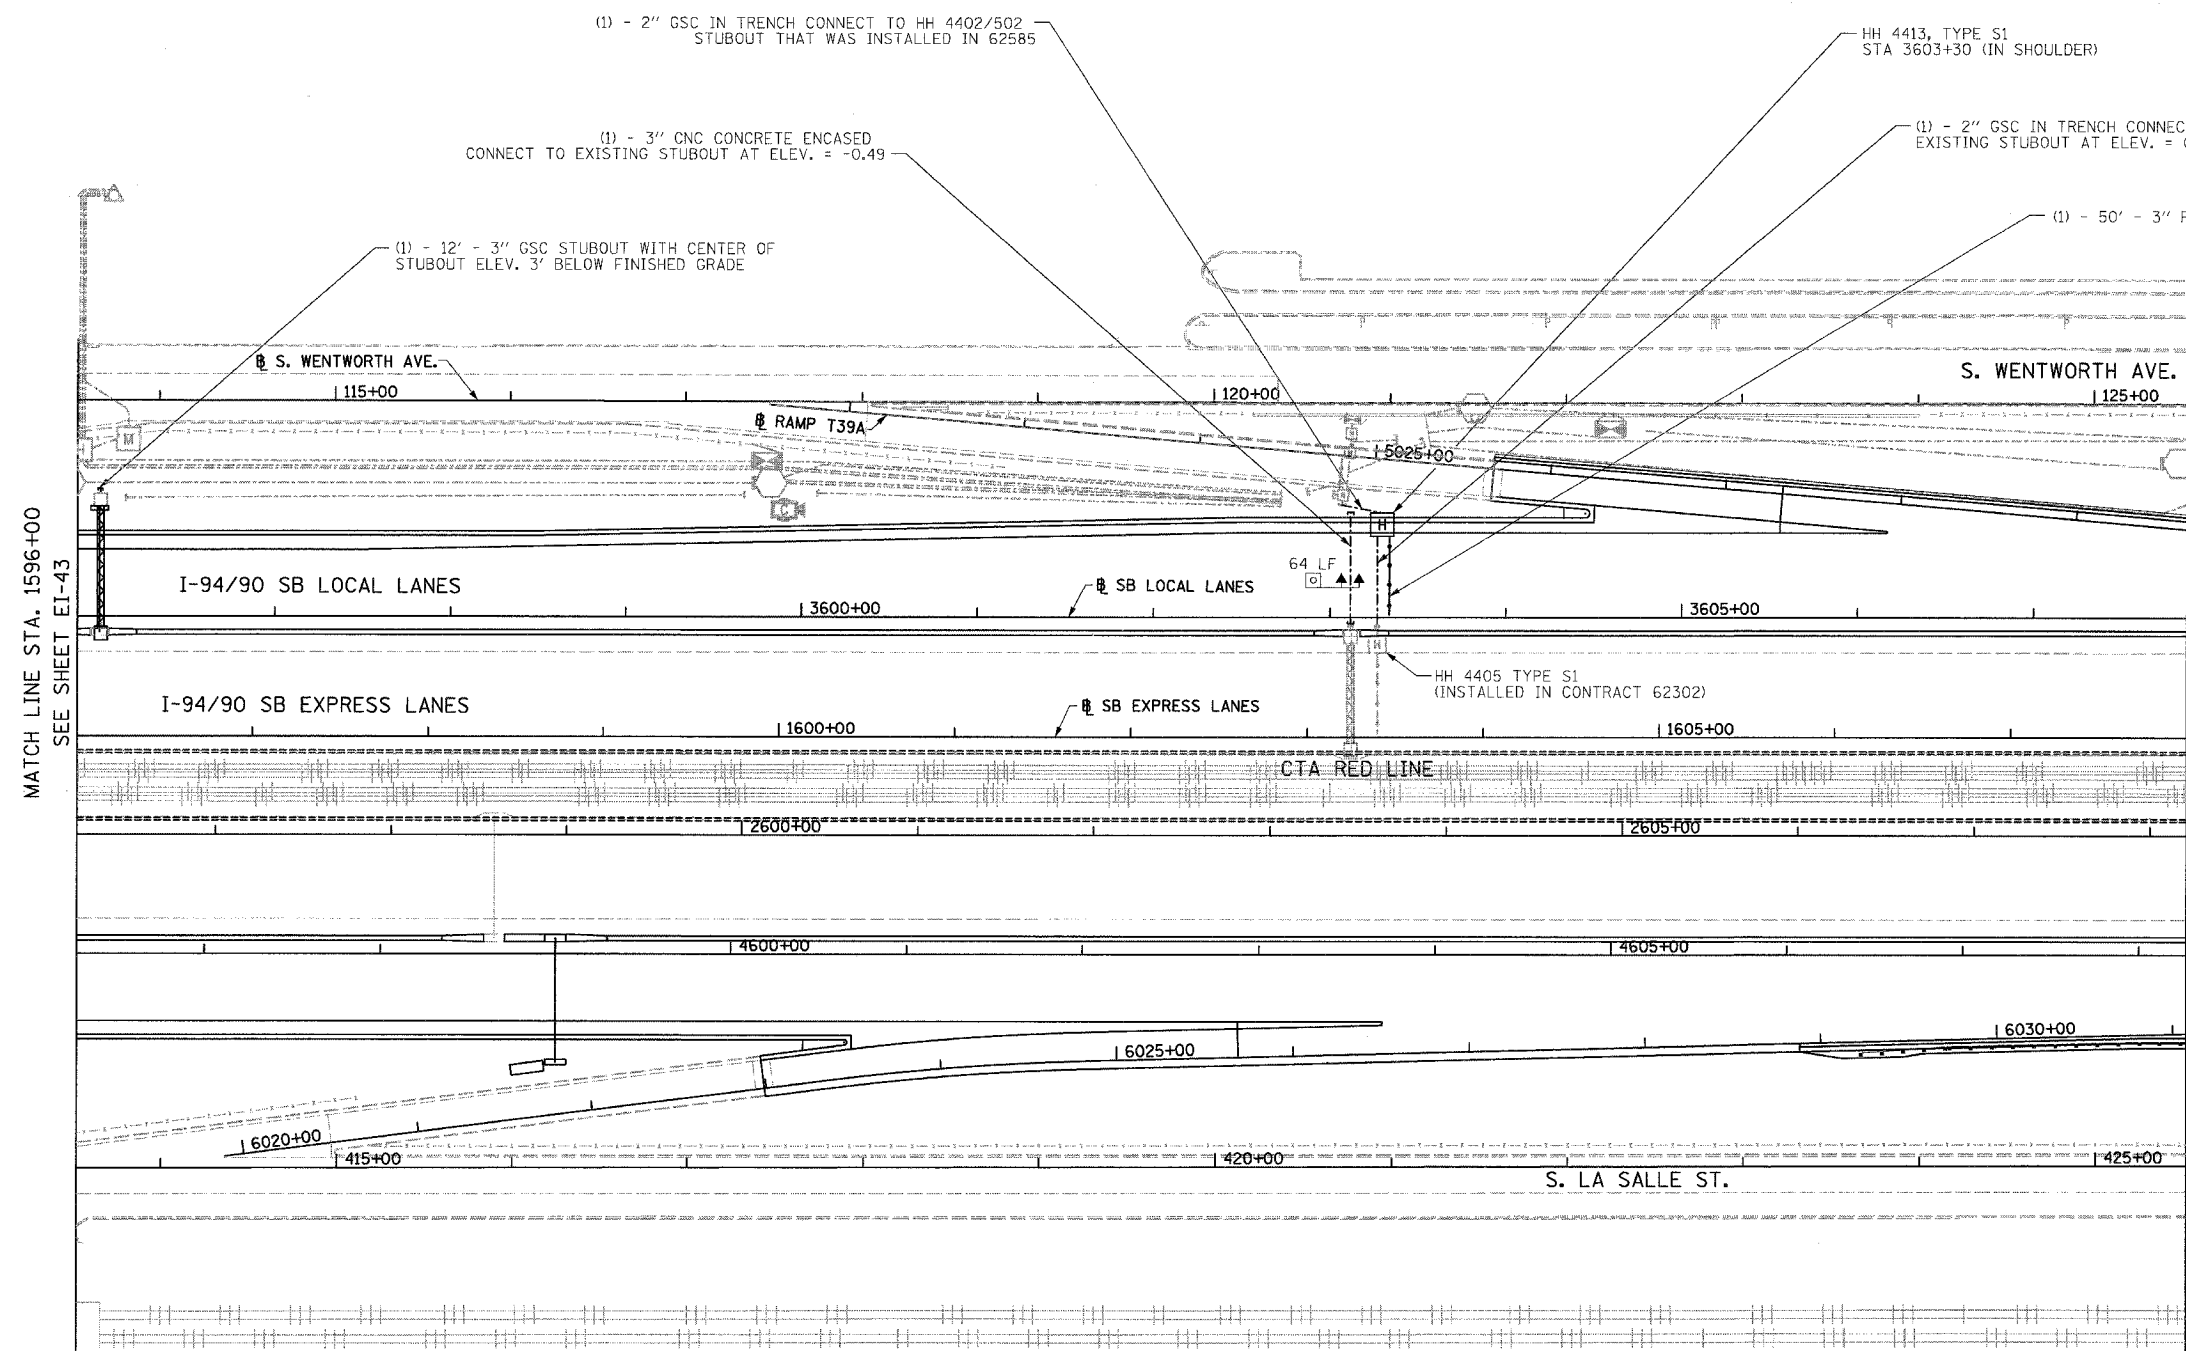 (1) - 2" GSC IN TRENCH CONNECT TO HH 4402/502
STUBOUT THAT WAS INSTALLED IN 62585
HH 4413, TYPE S1
STA 3603+30 (IN SHOULDER)
(1) - 3" CNC CONCRETE ENCASED
CONNECT TO EXISTING STUBOUT AT ELEV. = -0.49
(1) - 2" GSC IN TRENCH CONNEC
EXISTING STUBOUT AT ELEV. =
(1) - 50' - 3"
(1) - 12' - 3" GSC STUBOUT WITH CENTER OF
STUBOUT ELEV. 3' BELOW FINISHED GRADE
S. WENTWORTH AVE.
S. WENTWORTH AVE.
115+00
120+00
125+00
RAMP T39A
5025+00
M
C
H
64 LF
MATCH LINE STA. 1596+00
SEE SHEET EI-43
I-94/90 SB LOCAL LANES
SB LOCAL LANES
3600+00
3605+00
HH 4405 TYPE S1
(INSTALLED IN CONTRACT 62302)
H
I-94/90 SB EXPRESS LANES
SB EXPRESS LANES
1600+00
1605+00
CTA RED LINE
2600+00
2605+00
4600+00
4605+00
6025+00
6030+00
6020+00
415+00
420+00
425+00
S. LA SALLE ST.